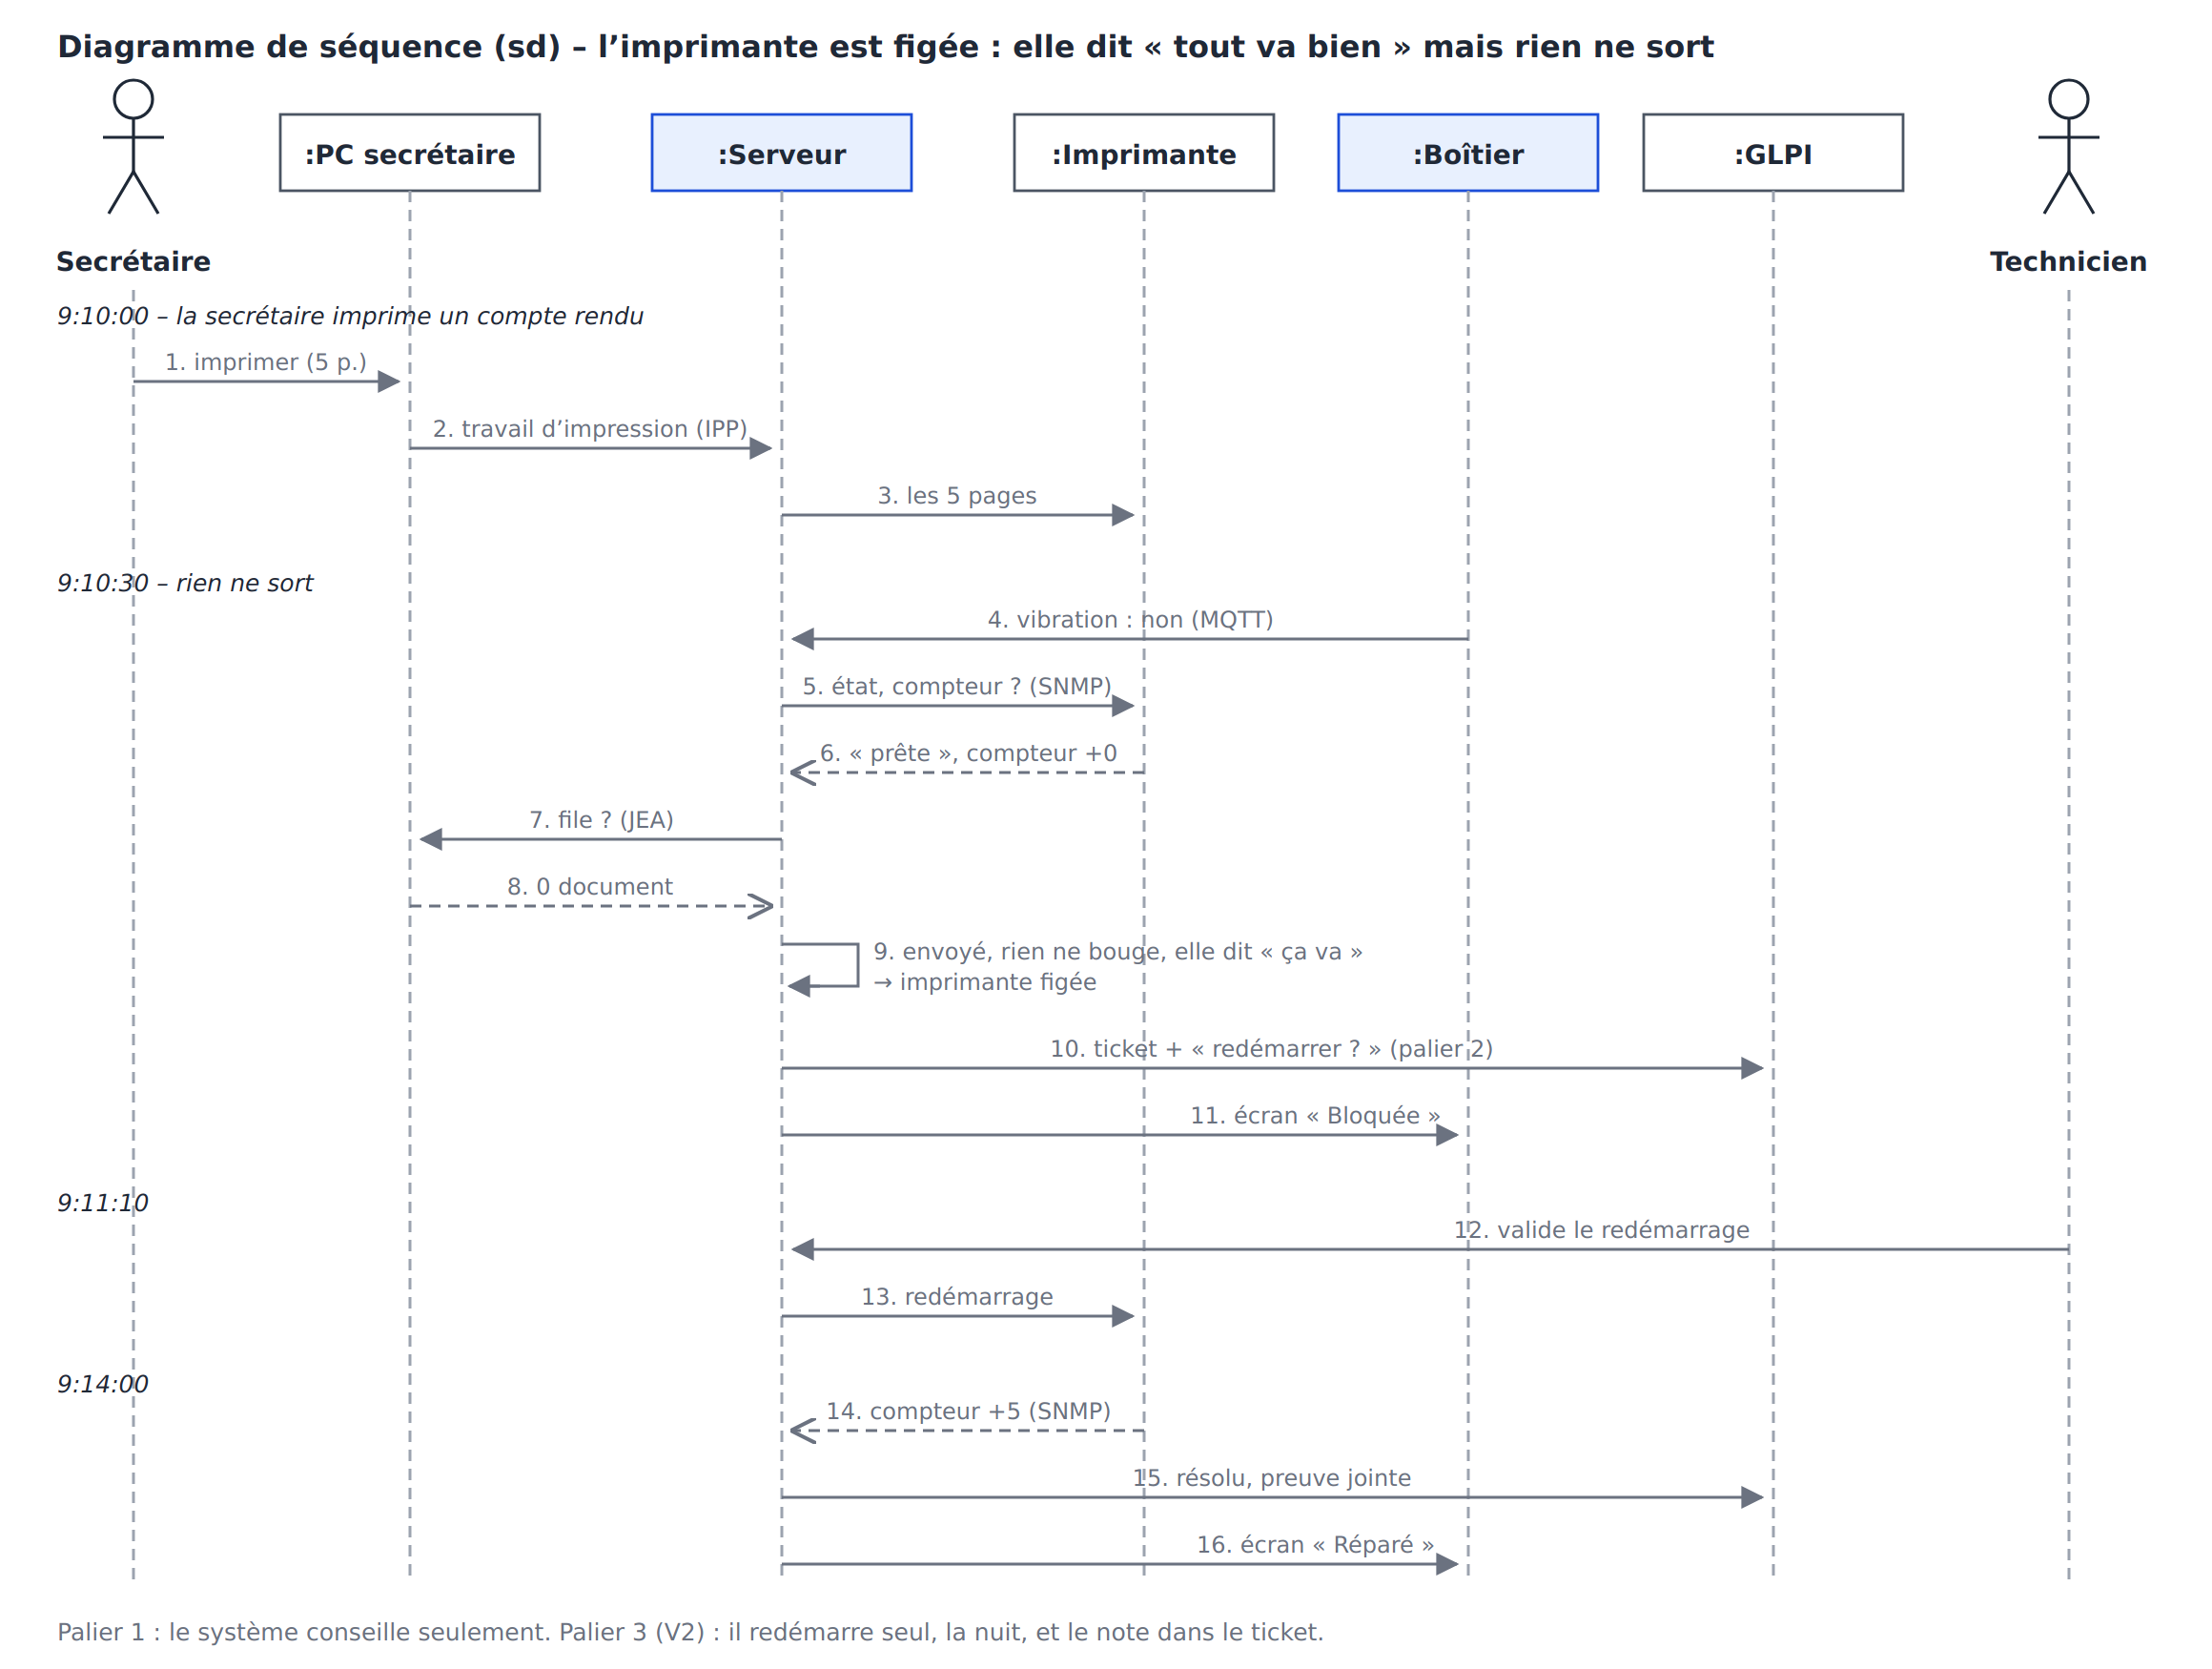 Diagramme de séquence (sd) – l’imprimante est figée : elle dit « tout va bien » mais rien ne sort
:PC secrétaire
:Serveur
:Imprimante
:Boîtier
:GLPI
Secrétaire
Technicien
9:10:00 – la secrétaire imprime un compte rendu
1. imprimer (5 p.)
2. travail d’impression (IPP)
3. les 5 pages
9:10:30 – rien ne sort
4. vibration : non (MQTT)
5. état, compteur ? (SNMP)
6. « prête », compteur +0
7. file ? (JEA)
8. 0 document
9. envoyé, rien ne bouge, elle dit « ça va »
→ imprimante figée
10. ticket + « redémarrer ? » (palier 2)
11. écran « Bloquée »
9:11:10
12. valide le redémarrage
13. redémarrage
9:14:00
14. compteur +5 (SNMP)
15. résolu, preuve jointe
16. écran « Réparé »
Palier 1 : le système conseille seulement. Palier 3 (V2) : il redémarre seul, la nuit, et le note dans le ticket.